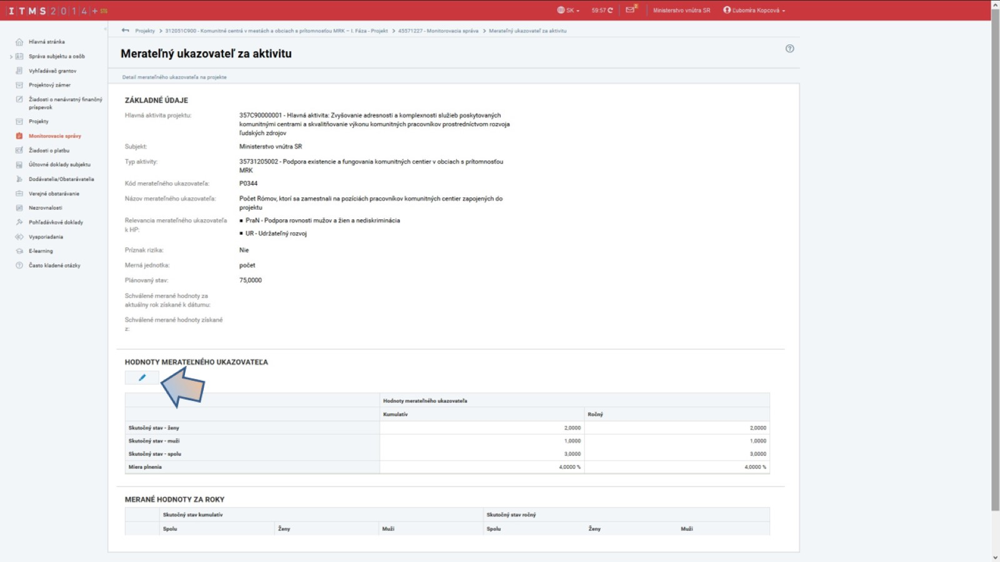 ITMS2014+ STG
SK
59:57
2
Ministerstvo vnútra SR
Ľubomíra Kopcová
Hlavná stránka
Správa subjektu a osôb
Vyhľadávač grantov
Projektový zámer
Žiadosti o nenávratný finančný
príspevok
Projekty
Monitorovacie správy
Žiadosti o platbu
Účtovné doklady subjektu
Dodávatelia/Obstarávatelia
Verejné obstarávanie
Nezrovnalosti
Pohľadávkové doklady
Vysporiadania
E-learning
Často kladené otázky
Projekty > 312051C900 - Komunitné centrá v mestách a obciach s prítomnosťou MRK – I. Fáza - Projekt > 45571227 - Monitorovacia správa > Merateľný ukazovateľ za aktivitu
Merateľný ukazovateľ za aktivitu
Detail merateľného ukazovateľa na projekte
ZÁKLADNÉ ÚDAJE
Hlavná aktivita projektu: 357C90000001 - Hlavná aktivita: Zvyšovanie adresnosti a komplexnosti služieb poskytovaných
komunitnými centrami a skvalitňovanie výkonu komunitných pracovníkov prostredníctvom rozvoja
ľudských zdrojov
Subjekt: Ministerstvo vnútra SR
Typ aktivity: 35731205002 - Podpora existencie a fungovania komunitných centier v obciach s prítomnosťou
MRK
Kód merateľného ukazovateľa: P0344
Názov merateľného ukazovateľa: Počet Rómov, ktorí sa zamestnali na pozíciách pracovníkov komunitných centier zapojených do
projektu
Relevancia merateľného ukazovateľa ▪ PraN - Podpora rovnosti mužov a žien a nediskriminácia
k HP:
▪ UR - Udržateľný rozvoj
Príznak rizika: Nie
Merná jednotka: počet
Plánovaný stav: 75,0000
Schválené merané hodnoty za
aktuálny rok získané k dátumu:
Schválené merané hodnoty získané
z:
HODNOTY MERATEĽNÉHO UKAZOVATEĽA
Hodnoty merateľného ukazovateľa
Kumulatív Ročný
Skutočný stav - ženy 2,0000 2,0000
Skutočný stav - muži 1,0000 1,0000
Skutočný stav - spolu 3,0000 3,0000
Miera plnenia 4,0000 % 4,0000 %
MERANÉ HODNOTY ZA ROKY
Skutočný stav kumulatív Skutočný stav ročný
Spolu Ženy Muži Spolu Ženy Muži